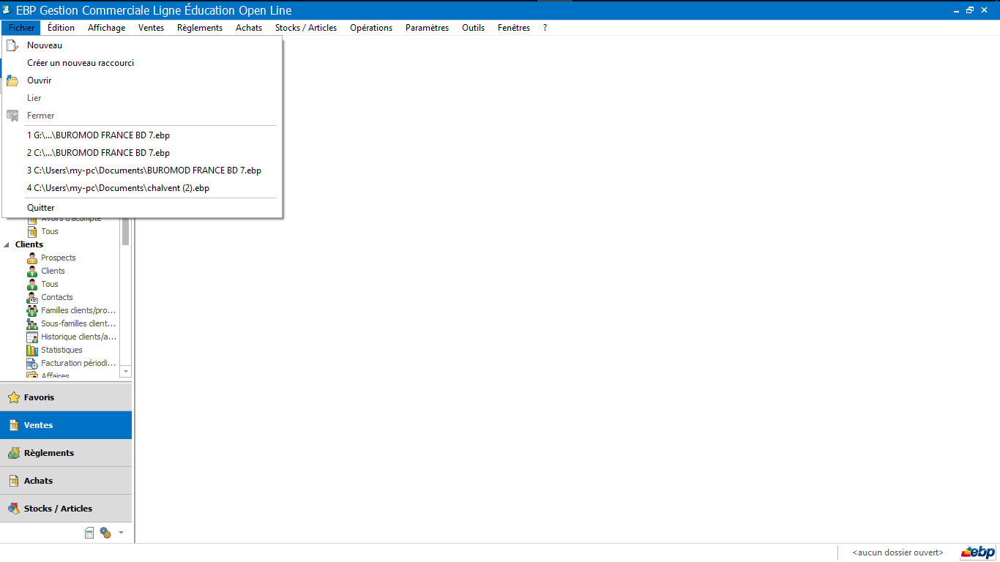 EBP Gestion Commerciale Ligne Éducation Open Line
Fichier Édition Affichage Ventes Règlements Achats Stocks / Articles Opérations Paramètres Outils Fenêtres ?
Nouveau
Créer un nouveau raccourci
Ouvrir
Lier
Fermer
1 G:\...\BUROMOD FRANCE BD 7.ebp
2 C:\...\BUROMOD FRANCE BD 7.ebp
3 C:\Users\my-pc\Documents\BUROMOD FRANCE BD 7.ebp
4 C:\Users\my-pc\Documents\chalvent (2).ebp
Quitter
Avoirs d'acompte
Tous
Clients
Prospects
Clients
Tous
Contacts
Familles clients/pro...
Sous-familles client...
Historique clients/a...
Statistiques
Facturation périodi...
Affaires
Favoris
Ventes
Règlements
Achats
Stocks / Articles
<aucun dossier ouvert>
ebp